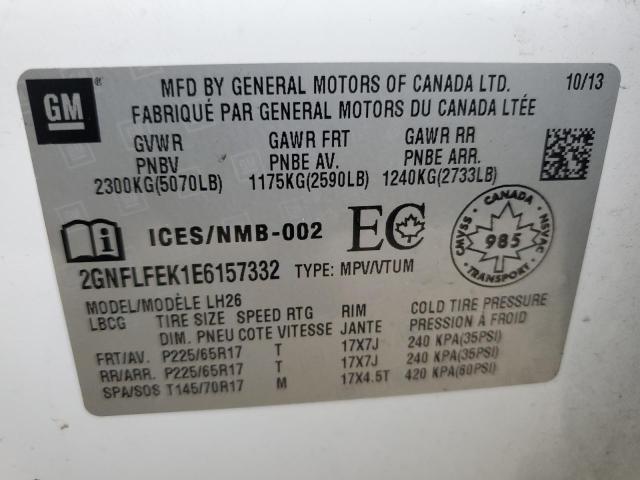 GM ®
MFD BY GENERAL MOTORS OF CANADA LTD. 10/13
FABRIQUÉ PAR GENERAL MOTORS DU CANADA LTÉE
GVWR GAWR FRT GAWR RR
PNBV PNBE AV. PNBE ARR.
2300KG(5070LB) 1175KG(2590LB) 1240KG(2733LB)
ICES/NMB-002 EC
CANADA
CMVSS 985 NSVAC
TRANSPORT
2GNFLFEK1E6157332 TYPE: MPV/VTUM
MODEL/MODÈLE LH26
LBCG TIRE SIZE SPEED RTG RIM COLD TIRE PRESSURE
DIM. PNEU COTE VITESSE JANTE PRESSION À FROID
FRT/AV. P225/65R17 T 17X7J 240 KPA(35PSI)
RR/ARR. P225/65R17 T 17X7J 240 KPA(35PSI)
SPA/SOS T145/70R17 M 17X4.5T 420 KPA(60PSI)